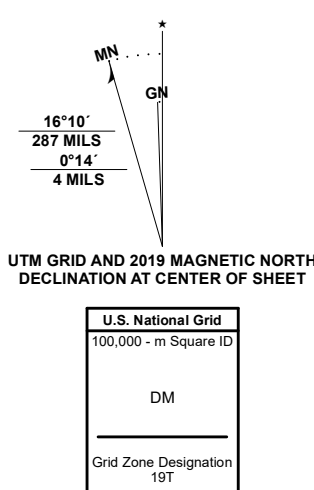 MN
GN
16°10´
287 MILS
0°14´
4 MILS
UTM GRID AND 2019 MAGNETIC NORTH
DECLINATION AT CENTER OF SHEET
U.S. National Grid
100,000 - m Square ID
DM
Grid Zone Designation
19T